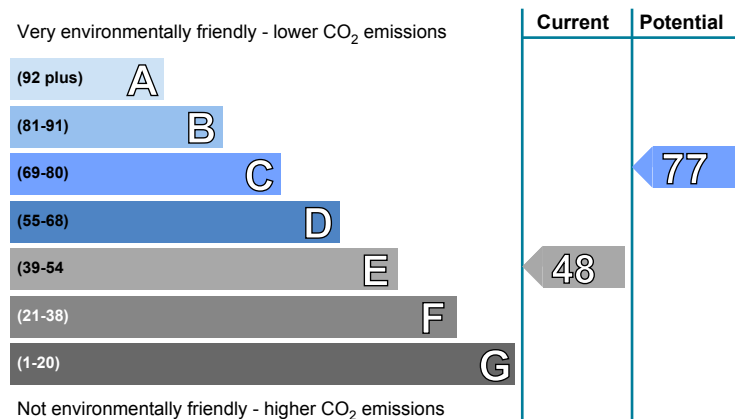 Very environmentally friendly - lower CO₂ emissions
Current
Potential
(92 plus) A
(81-91) B
(69-80) C
77
(55-68) D
(39-54 E
48
(21-38) F
(1-20) G
Not environmentally friendly - higher CO₂ emissions